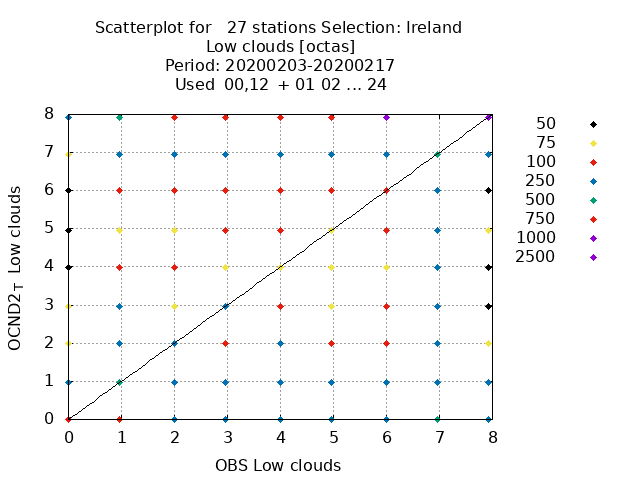 Scatterplot for 27 stations Selection: Ireland
Low clouds [octas]
Period: 20200203-20200217
Used 00,12 + 01 02 ... 24
8
7
6
5
4
3
2
1
0
OCND2T Low clouds
0 1 2 3 4 5 6 7 8
OBS Low clouds
50
75
100
250
500
750
1000
2500